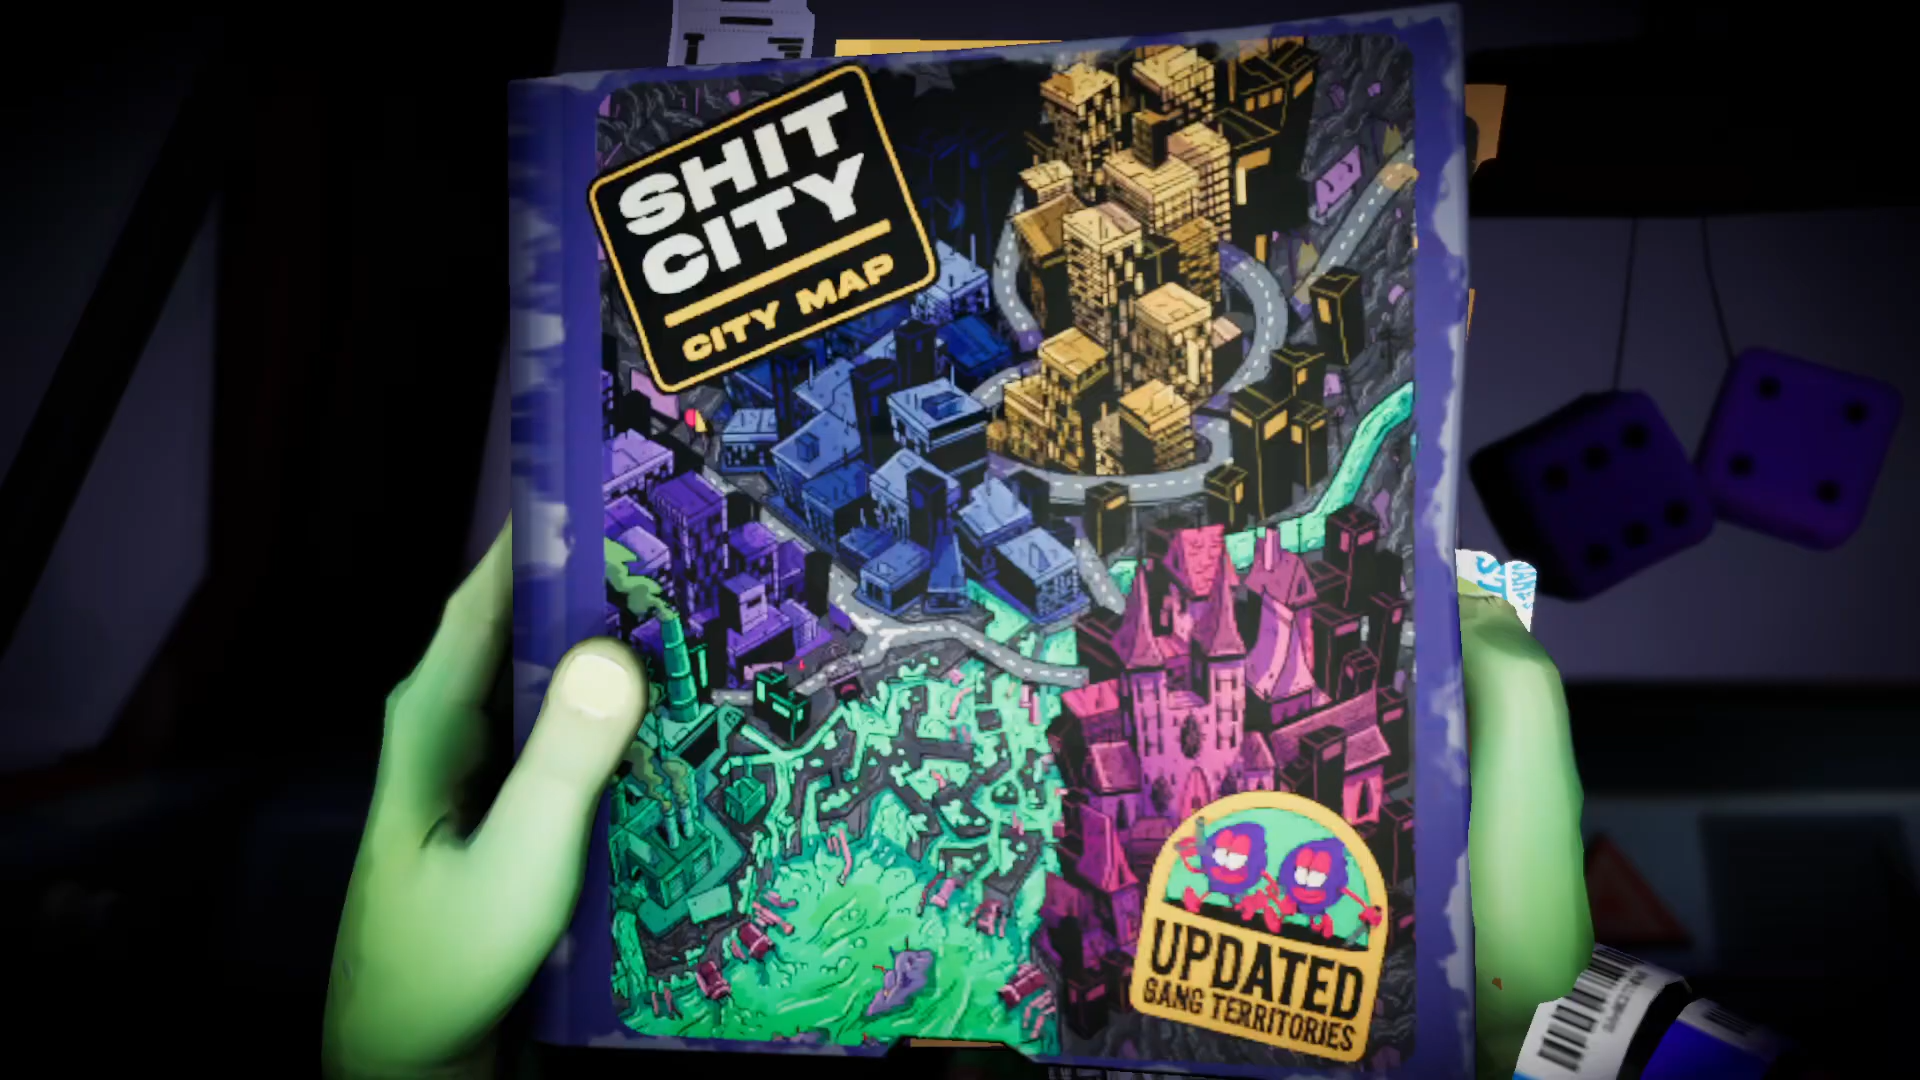 SHIT
CITY
CITY MAP
UPDATED
GANG TERRITORIES